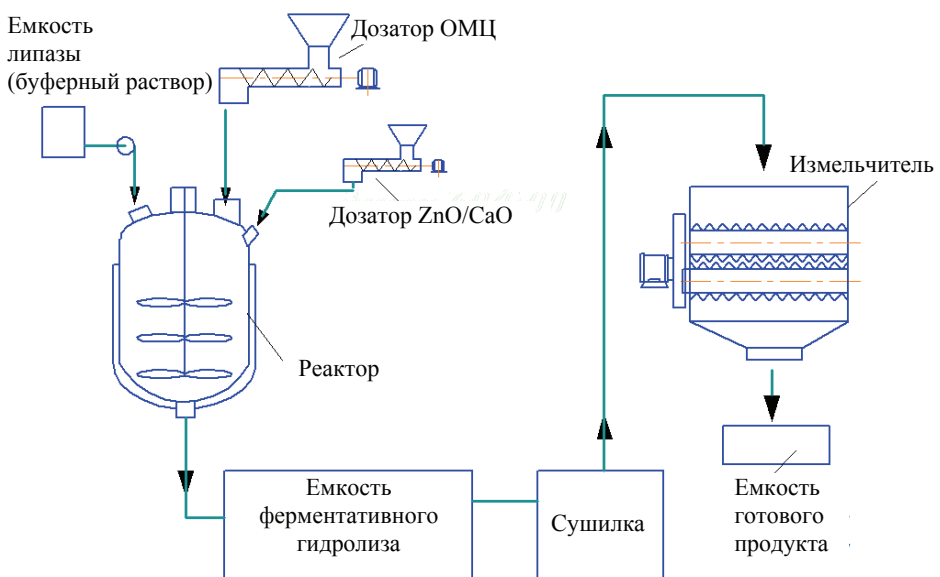 Емкость
липазы
(буферный раствор)
Дозатор ОМЦ
Дозатор ZnO/CaO
Измельчитель
Реактор
Емкость
ферментативного
гидролиза
Сушилка
Емкость
готового
продукта